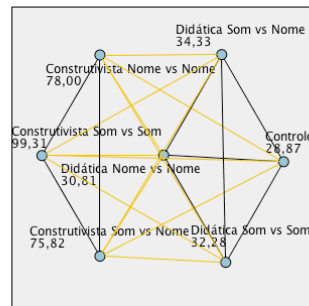 Didática Som vs Nome
34,33
Construtivista Nome vs Nome
78,00
Construtivista Som vs Som
99,31
Controle
28,87
Didática Nome vs Nome
30,81
Construtivista Som vs Nome
75,82
Didática Som vs Som
32,28